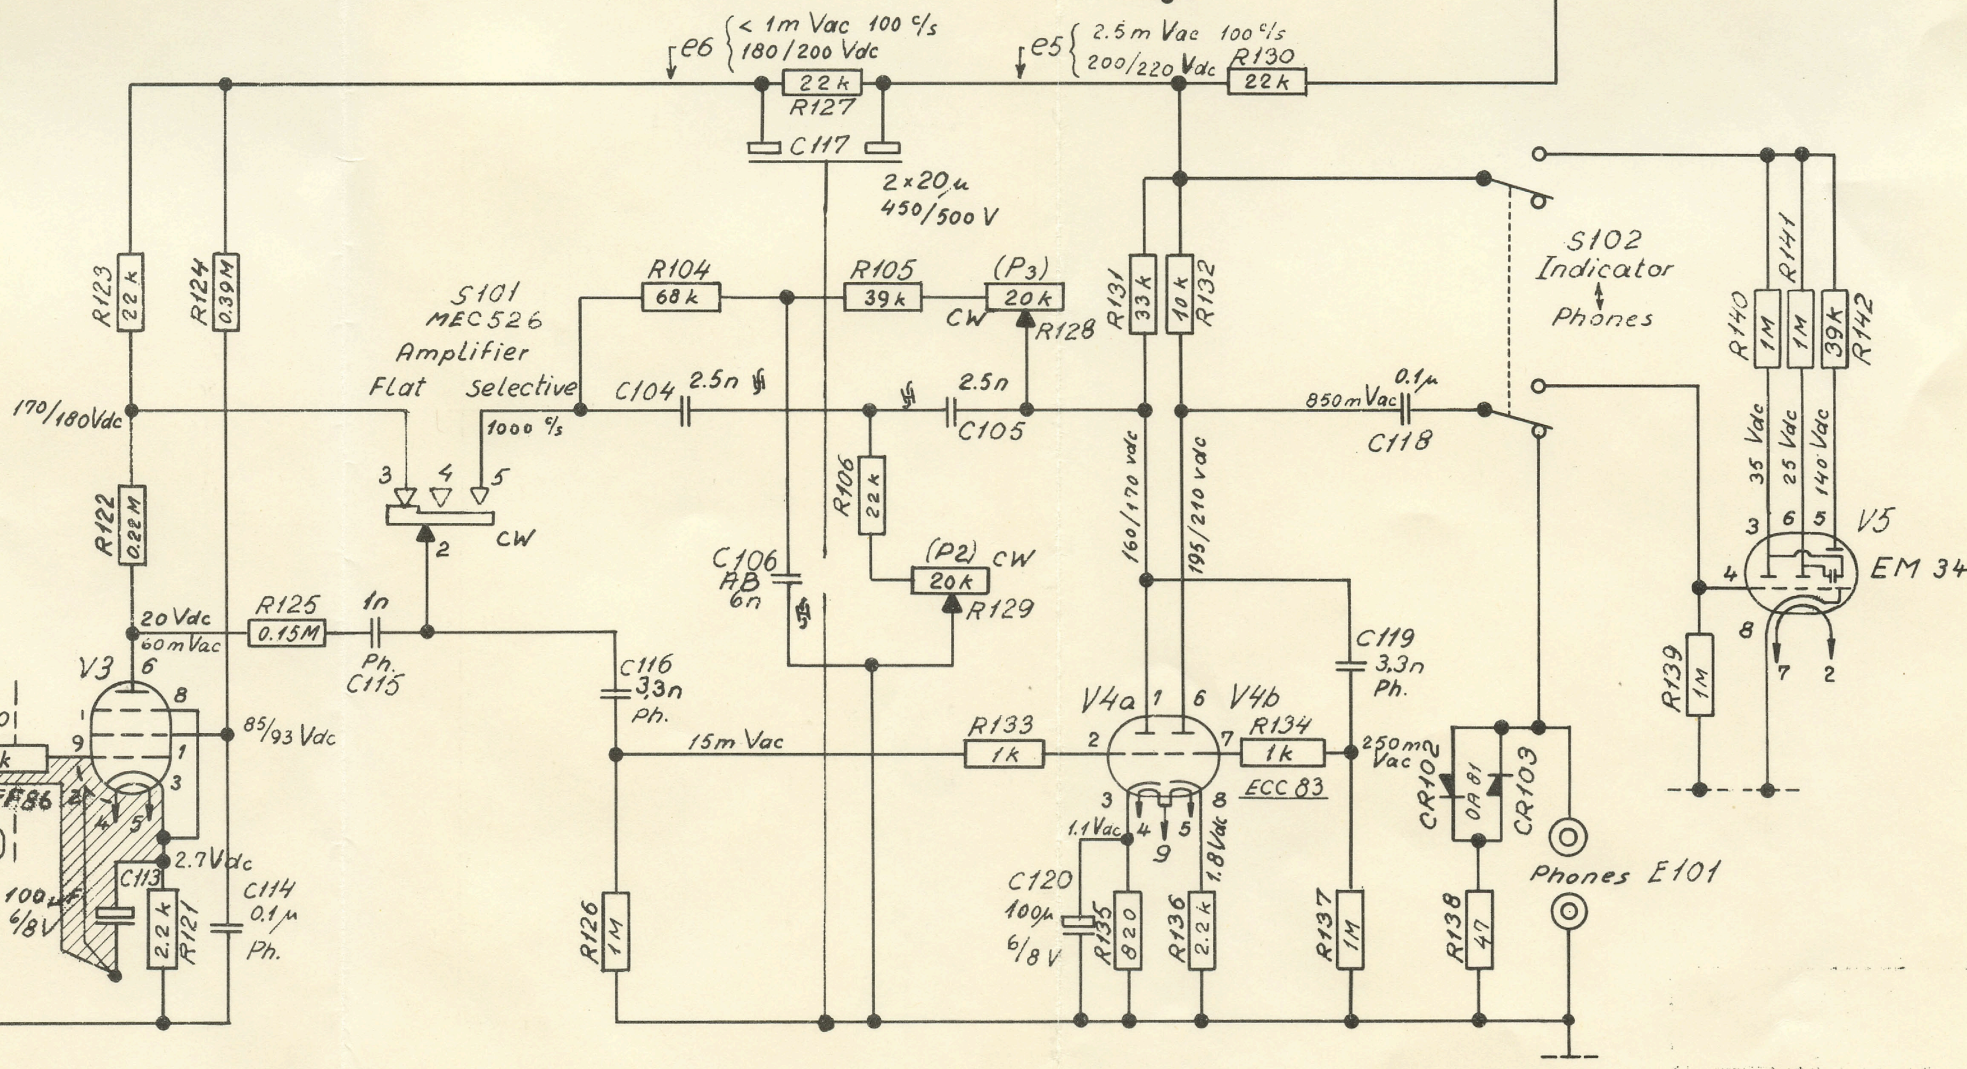 e6 < 1m Vac 100 c/s
180/200 Vdc
e5 2.5m Vac 100 c/s
200/220 Vdc
R130
22k
22k
R127
C117
2×20μ
450/500 V
R123
22k
R124
0.39M
S101
MEC526
Amplifier
Flat Selective
1000 c/s
R104
68k
R105
39k
(P3)
20k
CW
R128
R131
33k
10k
R132
S102
Indicator
Phones
R140
1M
R141
1M
39k
R142
170/180Vdc
C104
2.5n
2.5n
C105
850mVac
0.1μ
C118
3 4 5
2
CW
R122
0.22M
R106
22k
(P2) CW
20k
R129
C106
AB
6n
160/170 vdc
195/210 vdc
35 Vdc
25 Vdc
140 Vdc
3 6 5
V5
EM 34
4
8
7 2
20Vdc
60mVac
R125
0.15M
1n
Ph.
C115
C116
3,3n
Ph.
C119
3,3n
Ph.
V3
6
8
9
1
3
4 5
85/93 Vdc
15m Vac
R133
1k
2
V4a
1 6
V4b
7
R134
1k
ECC 83
250m
Vac
3
8
4
5
9
1.1Vdc
1.8Vdc
R139
1M
CR102
OA 81
CR103
Phones E101
k
2.7Vdc
C113
100μF
6/8V
2.2k
R121
C114
0.1μ
Ph.
R126
1M
C120
100μ
6/8 V
R135
820
R136
2.2k
R137
1M
R138
47